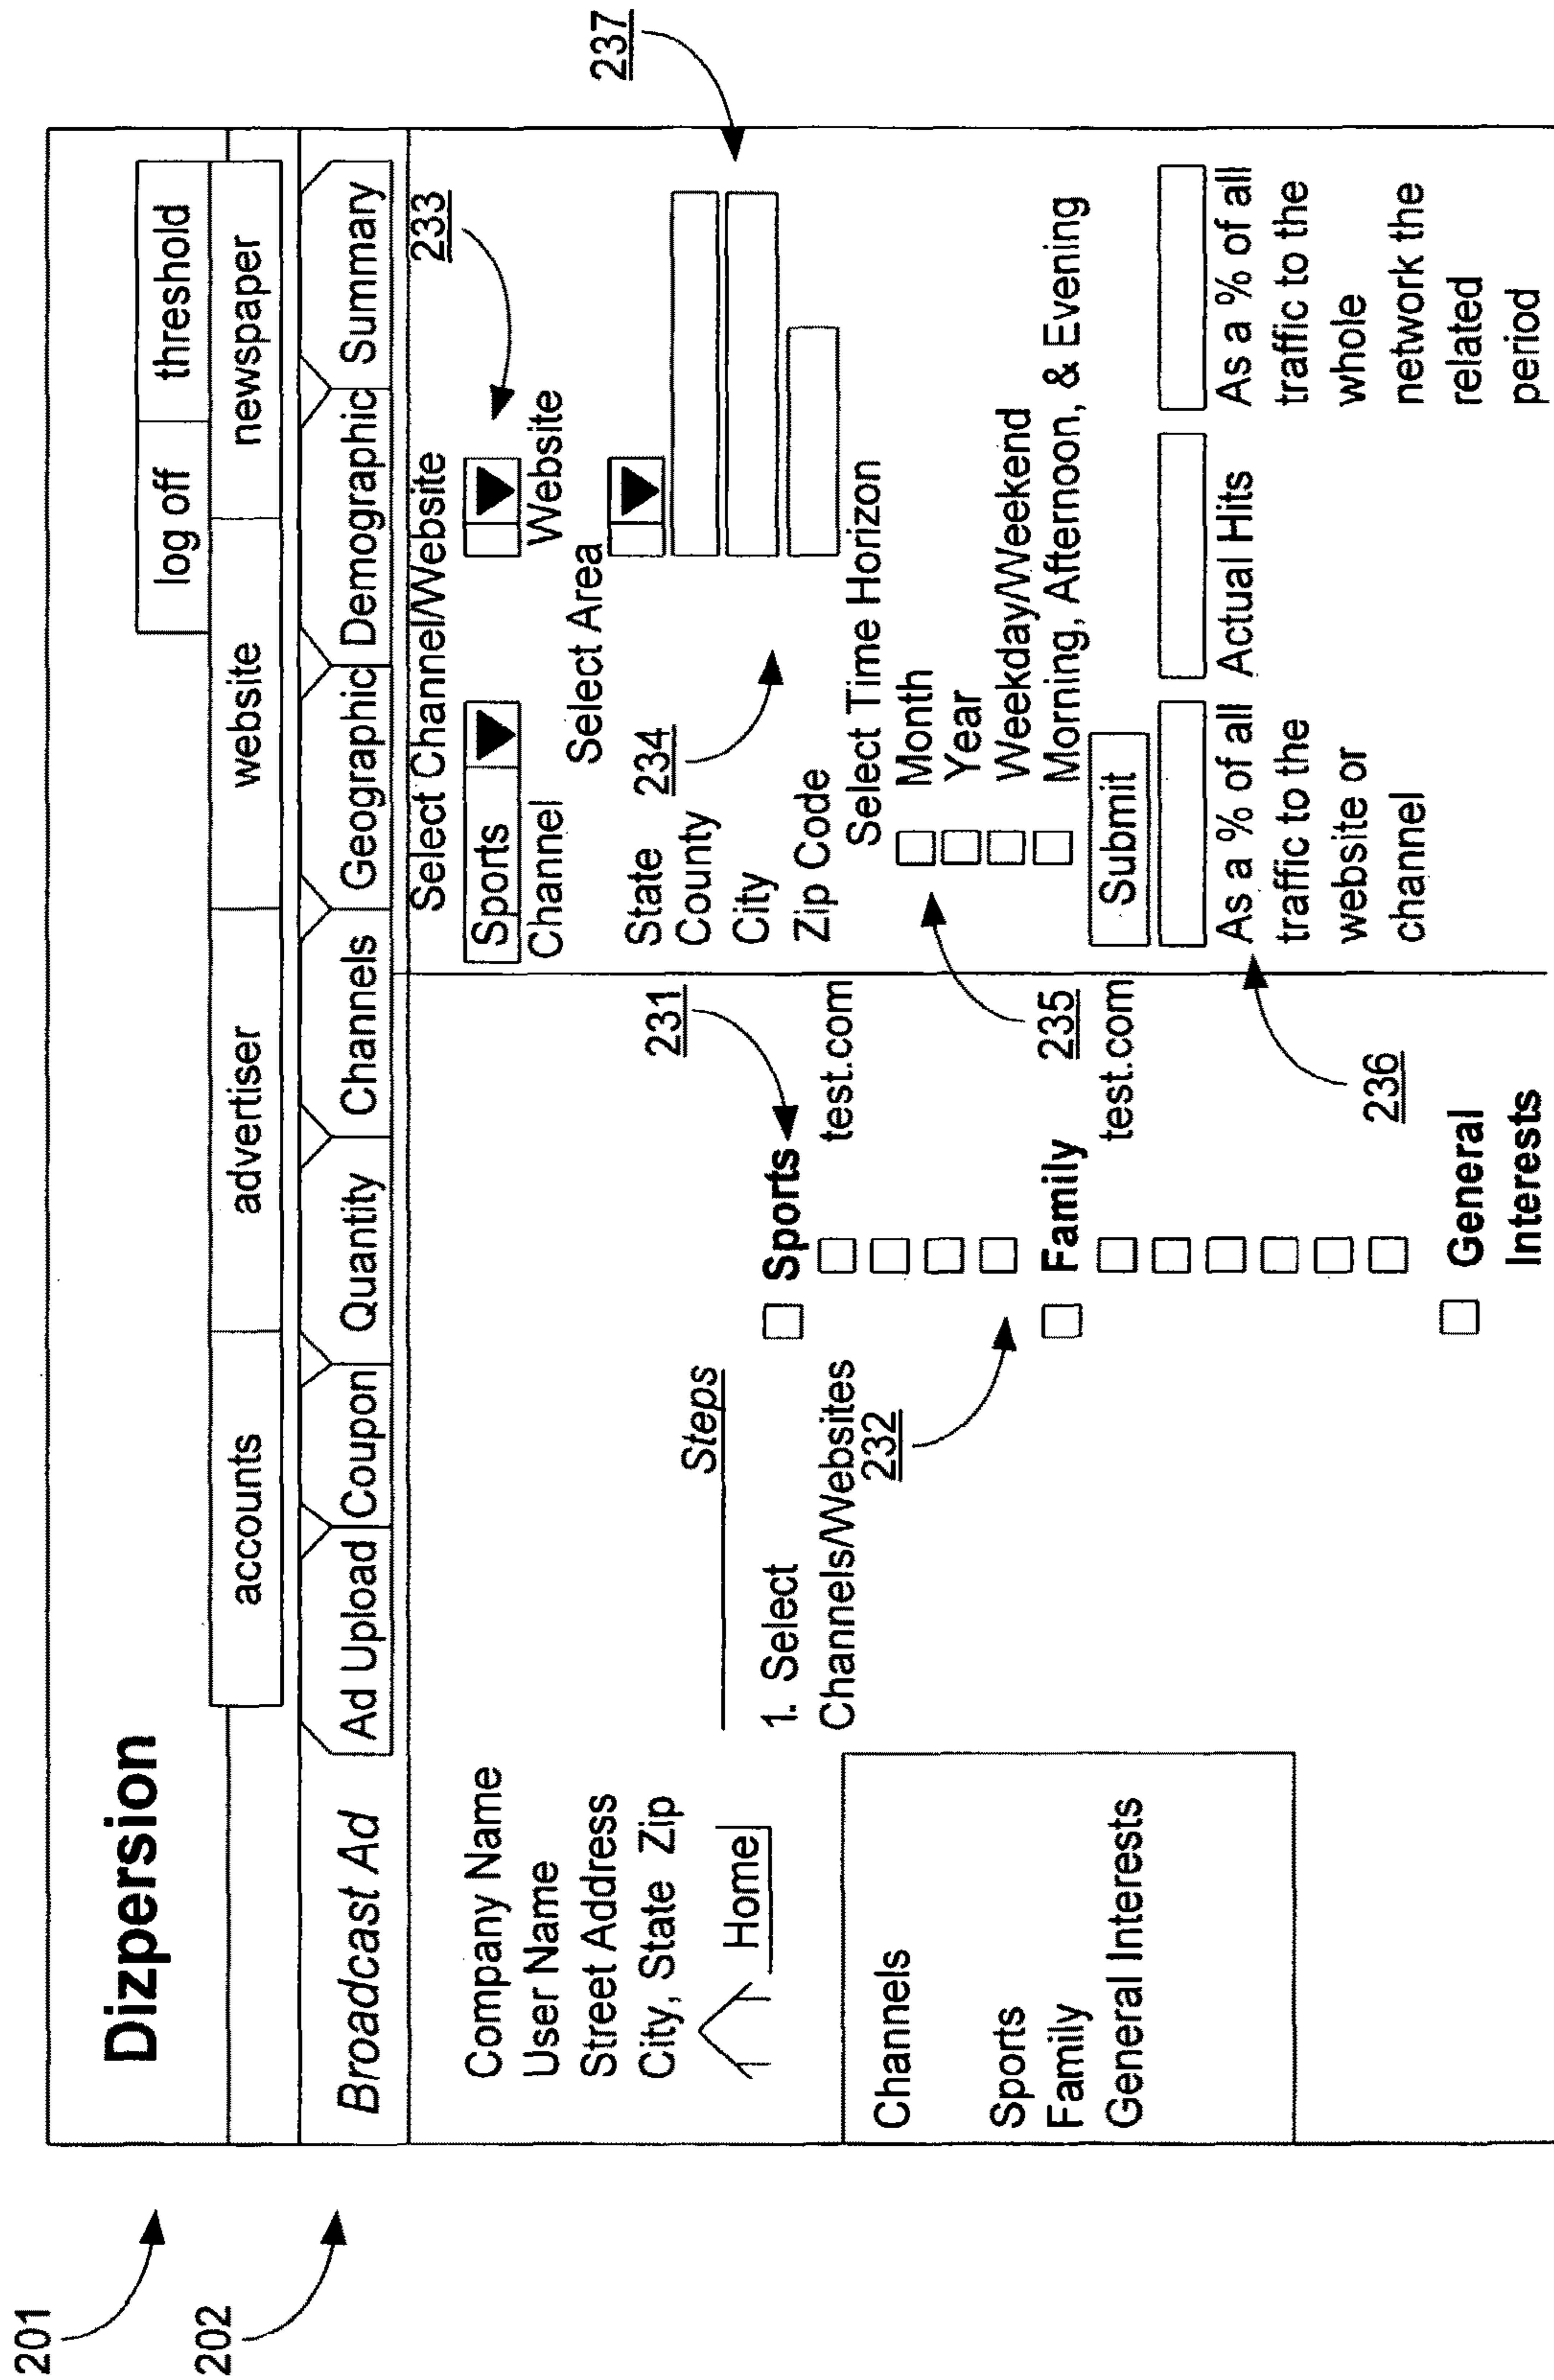 201
202
Dizpersion
log off threshold
accounts advertiser website newspaper
Broadcast Ad Ad Upload Coupon Quantity Channels Geographic Demographic Summary
Company Name
User Name
Street Address
City, State Zip
Home
Channels
Sports
Family
General Interests
Steps
1. Select
Channels/Websites
232
231
Sports
test.com
Family
test.com
General
Interests
235
236
Select Channel/Website
233
Sports
Channel Website
Select Area
State
234
County
City
Zip Code
237
Select Time Horizon
Month
Year
Weekday/Weekend
Morning, Afternoon, & Evening
Submit
As a % of all
traffic to the
website or
channel
Actual Hits
As a % of all
traffic to the
whole
network the
related
period